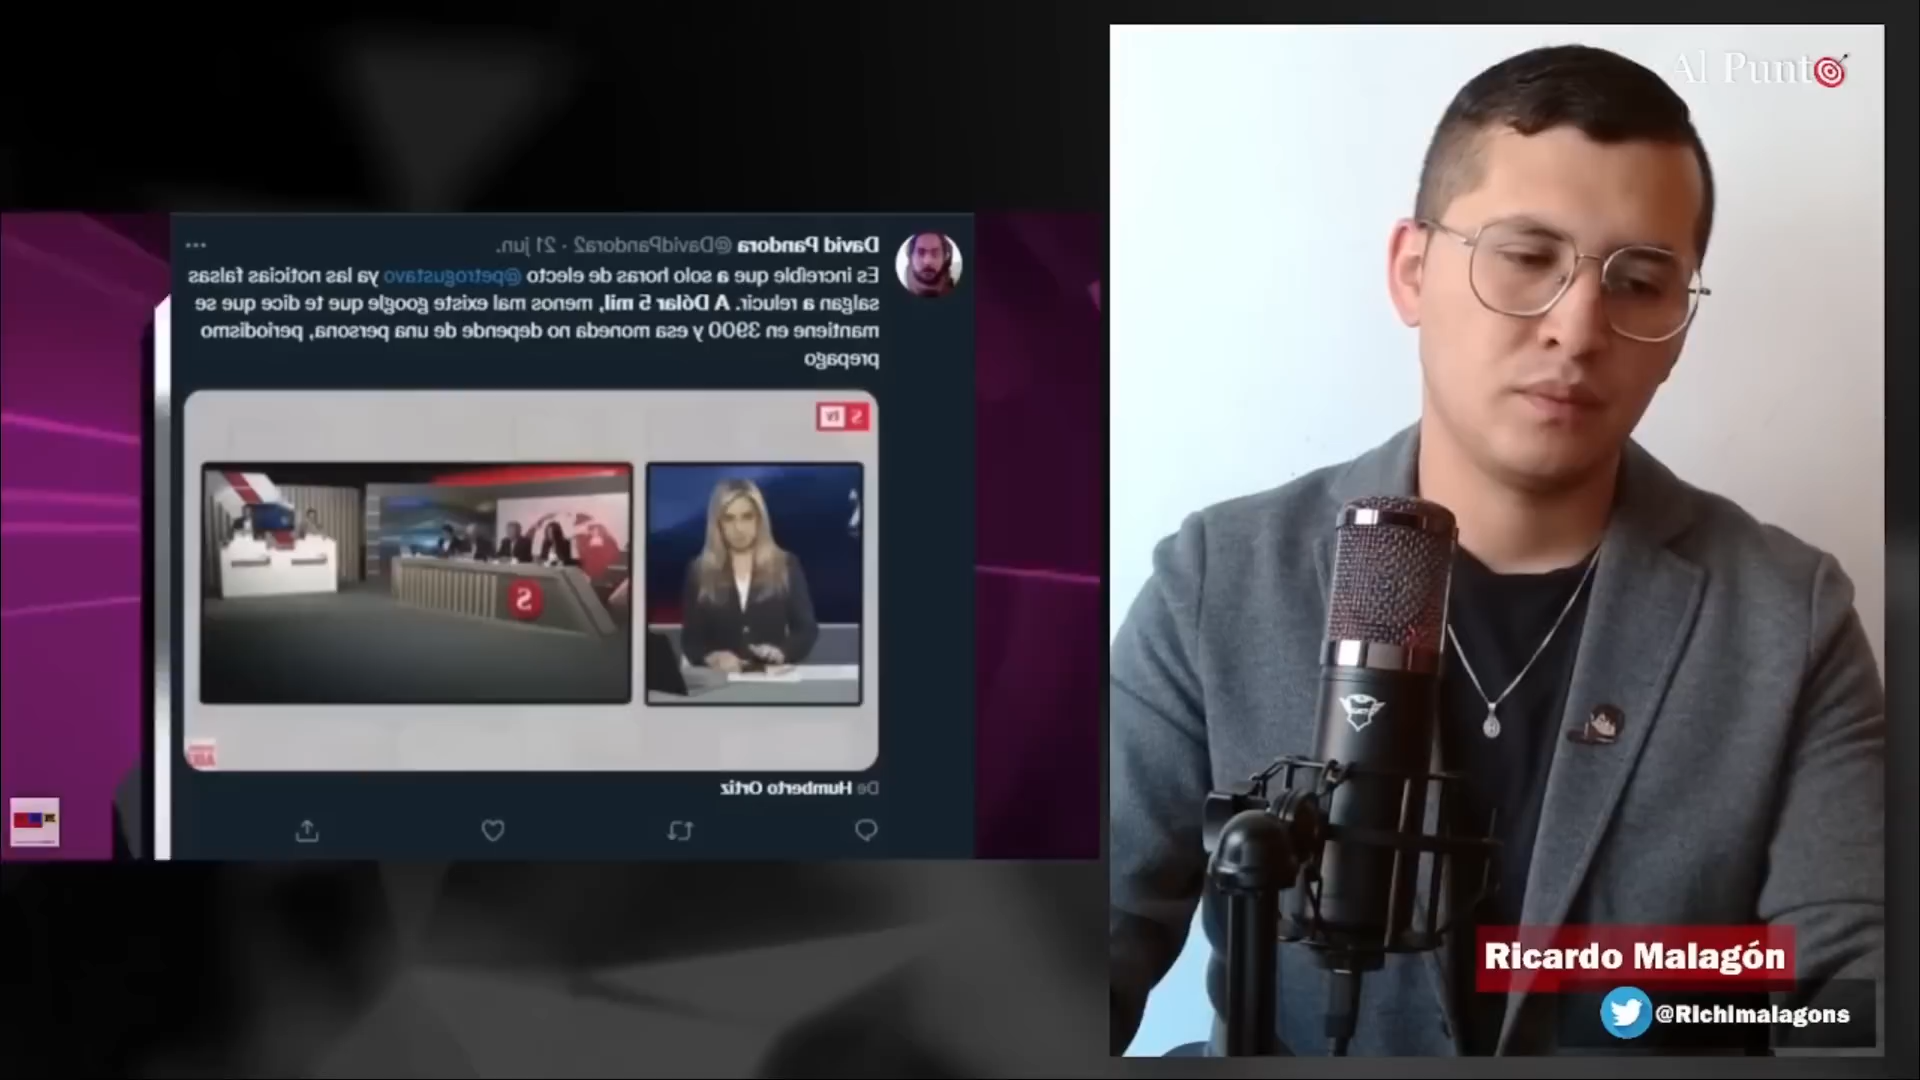 David Pandora @DavidPandora2 · 21 jun.
Es increíble que a solo horas de electo @petrogustavo ya las noticias falsas
salgan a relucir. A Dólar 5 mil, menos mal existe google que te dice que se
mantiene en 3900 y esa moneda no depende de una persona, periodismo
prepago
S tv
S
De Humberto Ortiz
Al Punto
Ricardo Malagón
@Richimalagons